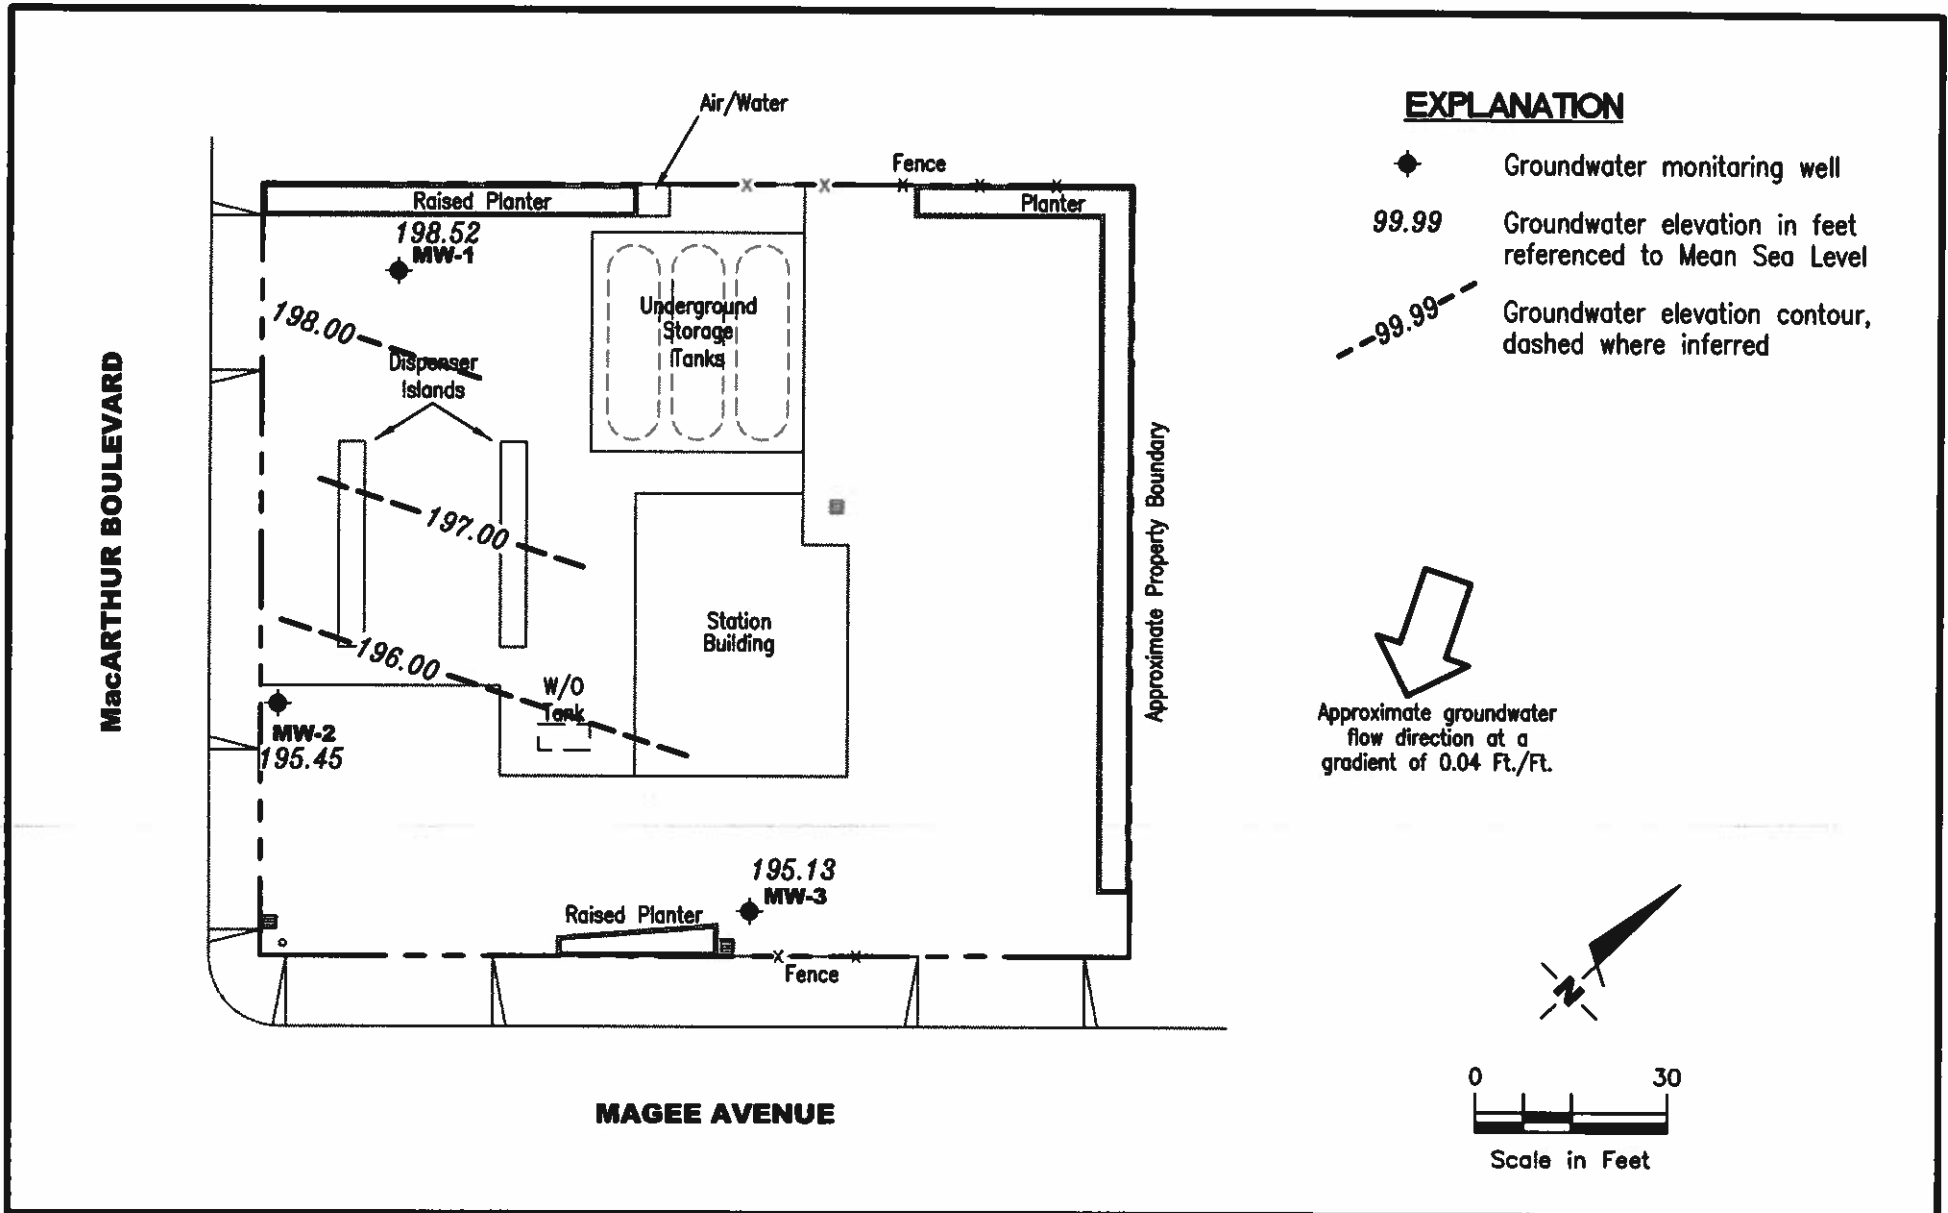 Air/Water
EXPLANATION
Fence
Groundwater monitaring well
Raised Planter
Planter
198.52
MW-1
99.99
Groundwater elevation in feet
referenced to Mean Sea Level
198.00
Underground
Storage
Tanks
99.99
Groundwater elevation contour,
dashed where inferred
Dispenser
Islands
MacARTHUR BOULEVARD
Approximate Property Boundary
197.00
Station
Building
196.00
W/O
Tank
MW-2
195.45
Approximate groundwater
flow direction at a
gradient of 0.04 Ft./Ft.
195.13
MW-3
Raised Planter
Fence
N
MAGEE AVENUE
0 30
Scale in Feet